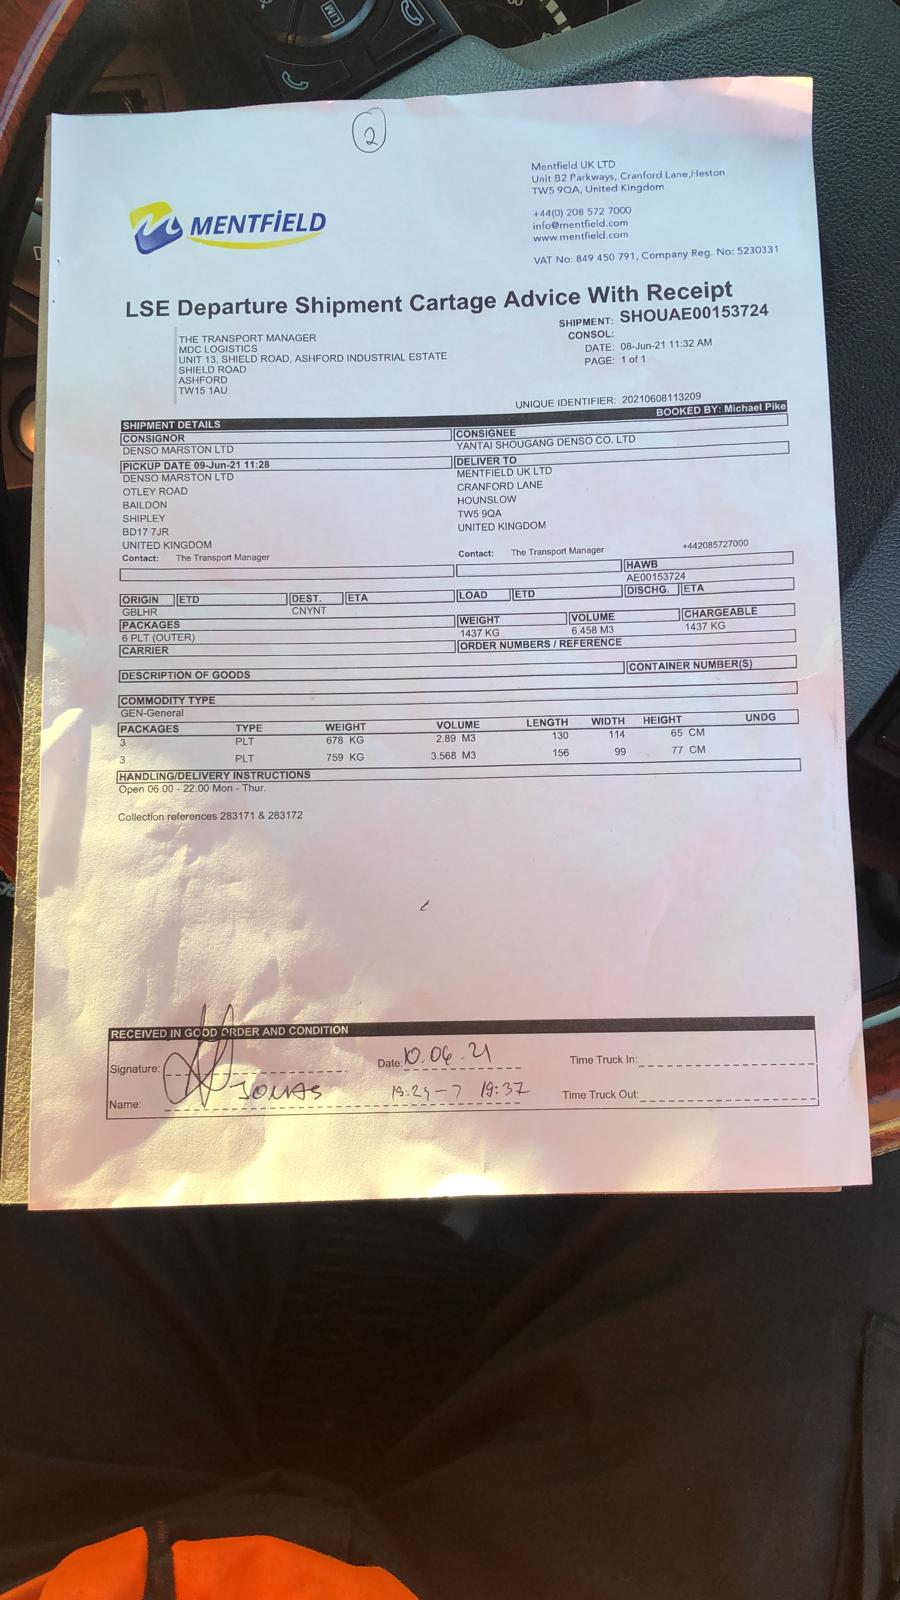 2
MENTFiELD
Mentfield UK LTD
Unit B2 Parkways, Cranford Lane,Heston
TW5 9QA, United Kingdom
+44(0) 208 572 7000
info@mentfield.com
www.mentfield.com
VAT No: 849 450 791, Company Reg. No: 5230331
LSE Departure Shipment Cartage Advice With Receipt
THE TRANSPORT MANAGER
MDC LOGISTICS
UNIT 13, SHIELD ROAD, ASHFORD INDUSTRIAL ESTATE
SHIELD ROAD
ASHFORD
TW15 1AU
SHIPMENT: SHOUAE00153724
CONSOL:
DATE: 08-Jun-21 11:32 AM
PAGE: 1 of 1
UNIQUE IDENTIFIER: 20210608113209
SHIPMENT DETAILS BOOKED BY: Michael Pike
CONSIGNOR CONSIGNEE
DENSO MARSTON LTD YANTAI SHOUGANG DENSO CO. LTD
PICKUP DATE 09-Jun-21 11:28 DELIVER TO
DENSO MARSTON LTD MENTFIELD UK LTD
OTLEY ROAD CRANFORD LANE
BAILDON HOUNSLOW
SHIPLEY TW5 9QA
BD17 7JR UNITED KINGDOM
UNITED KINGDOM
Contact: The Transport Manager Contact: The Transport Manager +442085727000
HAWB
AE00153724
ORIGIN ETD DEST. ETA LOAD ETD DISCHG. ETA
GBLHR CNYNT
PACKAGES WEIGHT VOLUME CHARGEABLE
6 PLT (OUTER) 1437 KG 6.458 M3 1437 KG
CARRIER ORDER NUMBERS / REFERENCE
DESCRIPTION OF GOODS CONTAINER NUMBER(S)
COMMODITY TYPE
GEN-General
PACKAGES TYPE WEIGHT VOLUME LENGTH WIDTH HEIGHT UNDG
3 PLT 678 KG 2.89 M3 130 114 65 CM
3 PLT 759 KG 3.568 M3 156 99 77 CM
HANDLING/DELIVERY INSTRUCTIONS
Open 06.00 - 22.00 Mon - Thur.
Collection references 283171 & 283172
RECEIVED IN GOOD ORDER AND CONDITION
Signature: Date: 10.06.21 Time Truck In:
Name: JONAS 19:37 Time Truck Out: